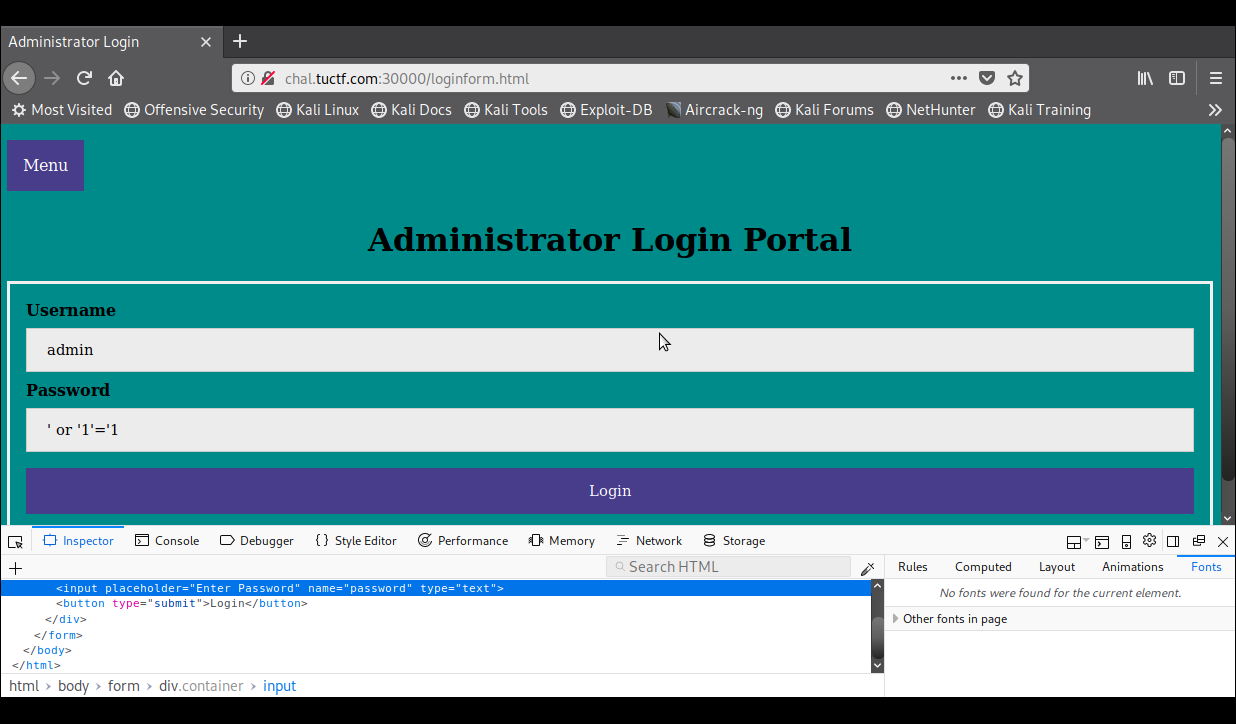 Administrator Login
chal.tuctf.com:30000/loginform.html
Most Visited Offensive Security Kali Linux Kali Docs Kali Tools Exploit-DB Aircrack-ng Kali Forums NetHunter Kali Training
Menu
Administrator Login Portal
Username
admin
Password
' or '1'='1
Login
Inspector Console Debugger {} Style Editor Performance Memory Network Storage
Search HTML
Rules Computed Layout Animations Fonts
<input placeholder="Enter Password" name="password" type="text">
<button type="submit">Login</button>
</div>
</form>
</body>
</html>
No fonts were found for the current element.
Other fonts in page
html › body › form › div.container › input